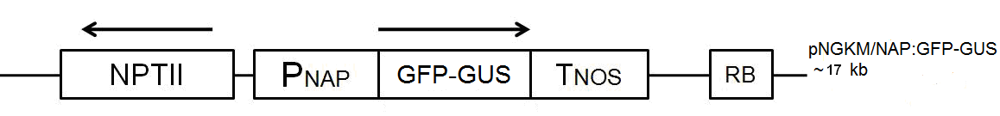 NPTII PNAP GFP-GUS TNOS RB
pNGKM/NAP:GFP-GUS
~17 kb